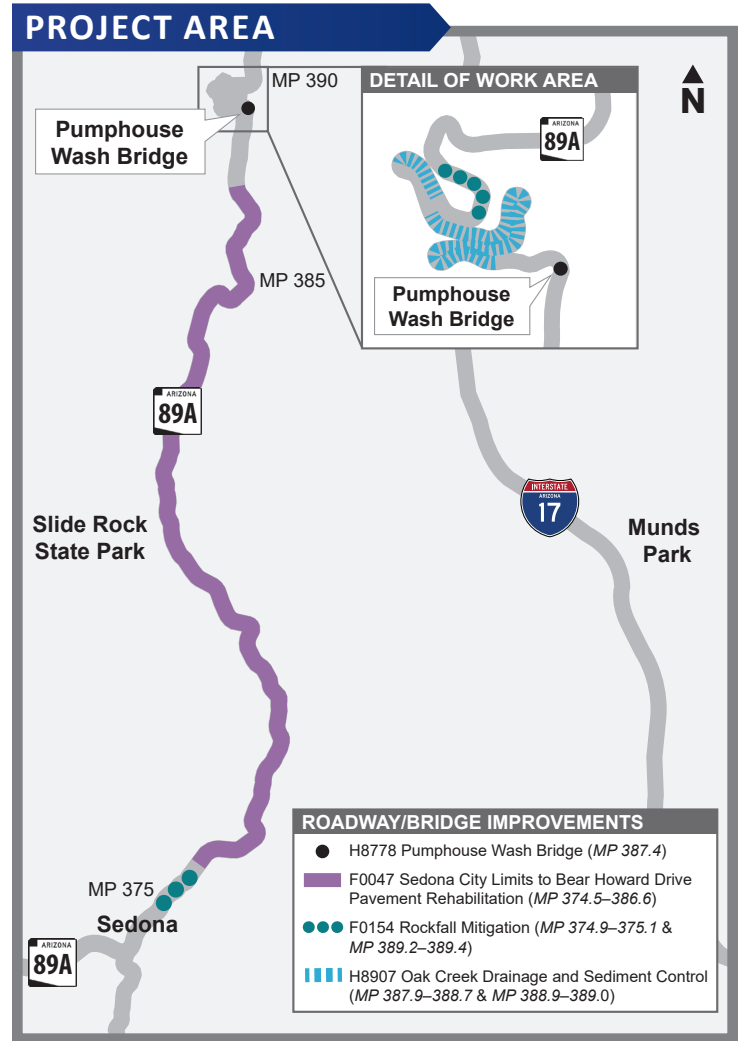 PROJECT AREA
MP 390
Pumphouse
Wash Bridge
DETAIL OF WORK AREA
ARIZONA
89A
Pumphouse
Wash Bridge
N
MP 385
ARIZONA
89A
Slide Rock
State Park
INTERSTATE
ARIZONA
17
Munds
Park
MP 375
Sedona
ARIZONA
89A
ROADWAY/BRIDGE IMPROVEMENTS
H8778 Pumphouse Wash Bridge (MP 387.4)
F0047 Sedona City Limits to Bear Howard Drive
Pavement Rehabilitation (MP 374.5–386.6)
F0154 Rockfall Mitigation (MP 374.9–375.1 &
MP 389.2–389.4)
H8907 Oak Creek Drainage and Sediment Control
(MP 387.9–388.7 & MP 388.9–389.0)